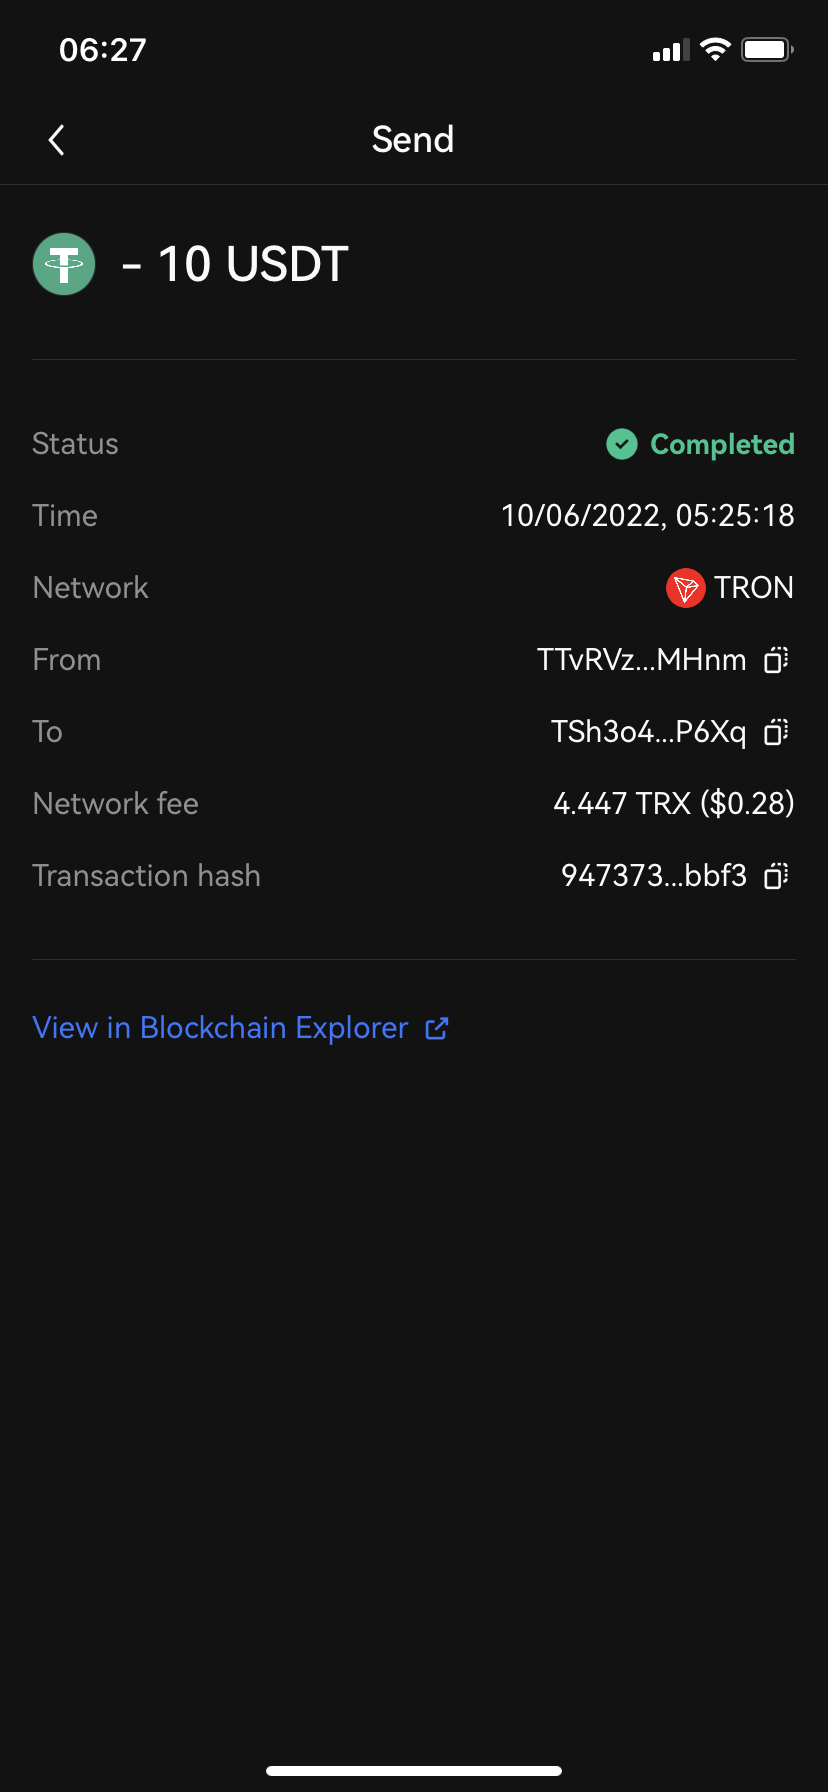 06:27
Send
- 10 USDT
Status Completed
Time 10/06/2022, 05:25:18
Network TRON
From TTvRVz...MHnm
To TSh3o4...P6Xq
Network fee 4.447 TRX ($0.28)
Transaction hash 947373...bbf3
View in Blockchain Explorer